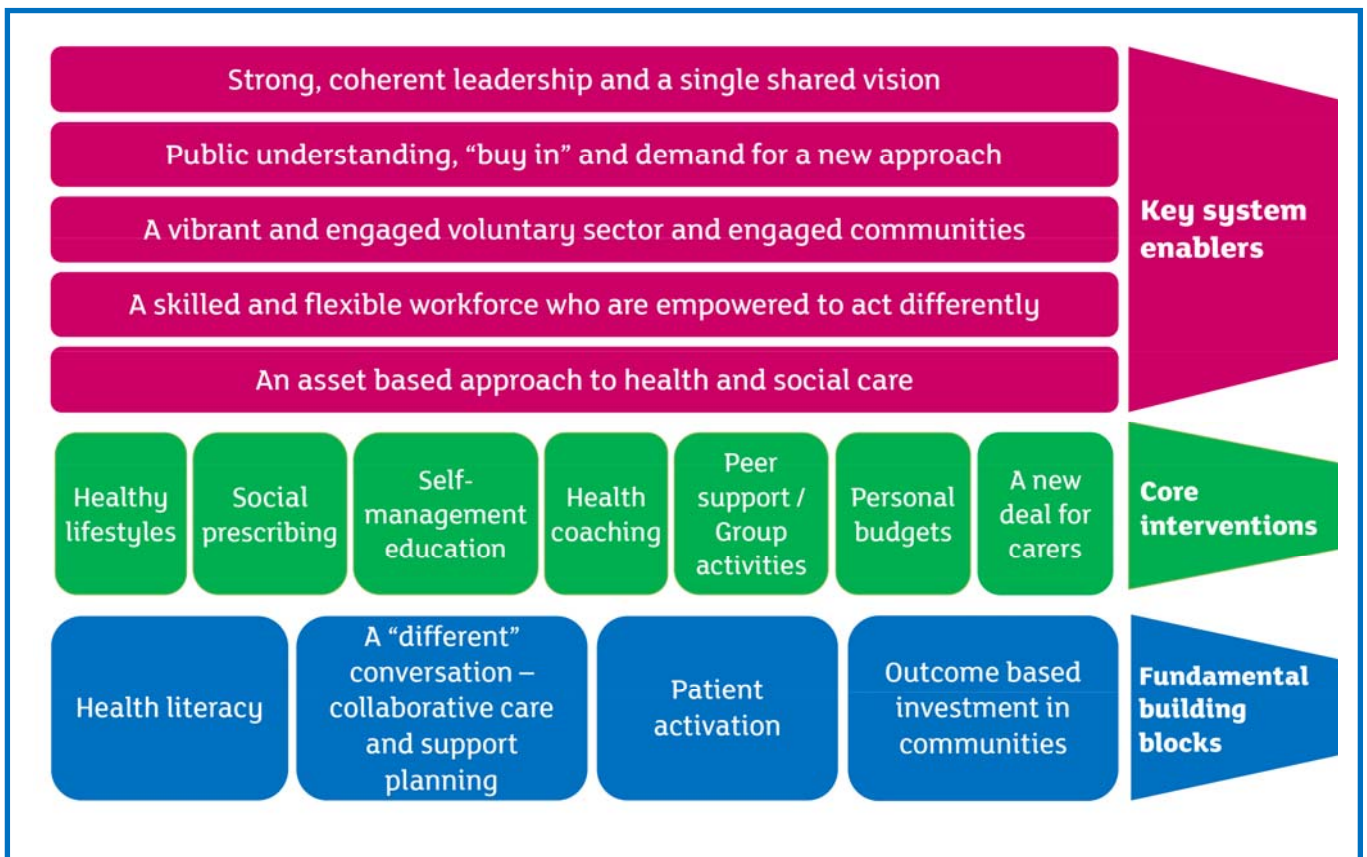 Strong, coherent leadership and a single shared vision
Public understanding, “buy in” and demand for a new approach
A vibrant and engaged voluntary sector and engaged communities
A skilled and flexible workforce who are empowered to act differently
An asset based approach to health and social care
Key system
enablers
Healthy
lifestyles
Social
prescribing
Self-
management
education
Health
coaching
Peer
support /
Group
activities
Personal
budgets
A new
deal for
carers
Core
interventions
Health literacy
A “different”
conversation –
collaborative care
and support
planning
Patient
activation
Outcome based
investment in
communities
Fundamental
building
blocks